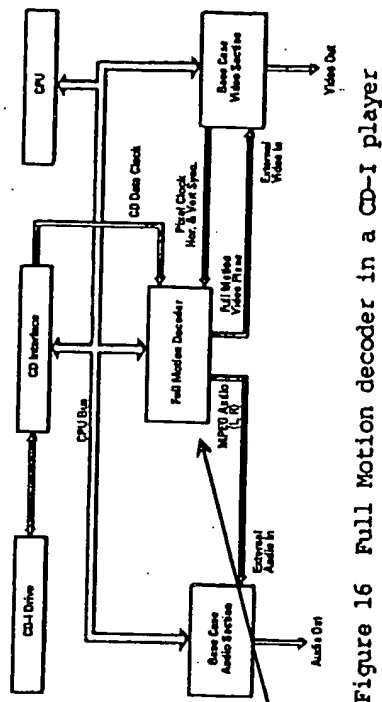 CD-I Drive
CD Interface
CPU
CPU Bus
CD Data Clock
Full Motion
Decoder
Pixel Clock
Hor. & Vert Sync.
Base Case
Video Section
MPEG Audio
(L, R)
Full Motion
Video Plane
External
Video In
Video Out
External
Audio In
Base Case
Audio Section
Audio Out
Figure 16 Full Motion decoder in a CD-I player